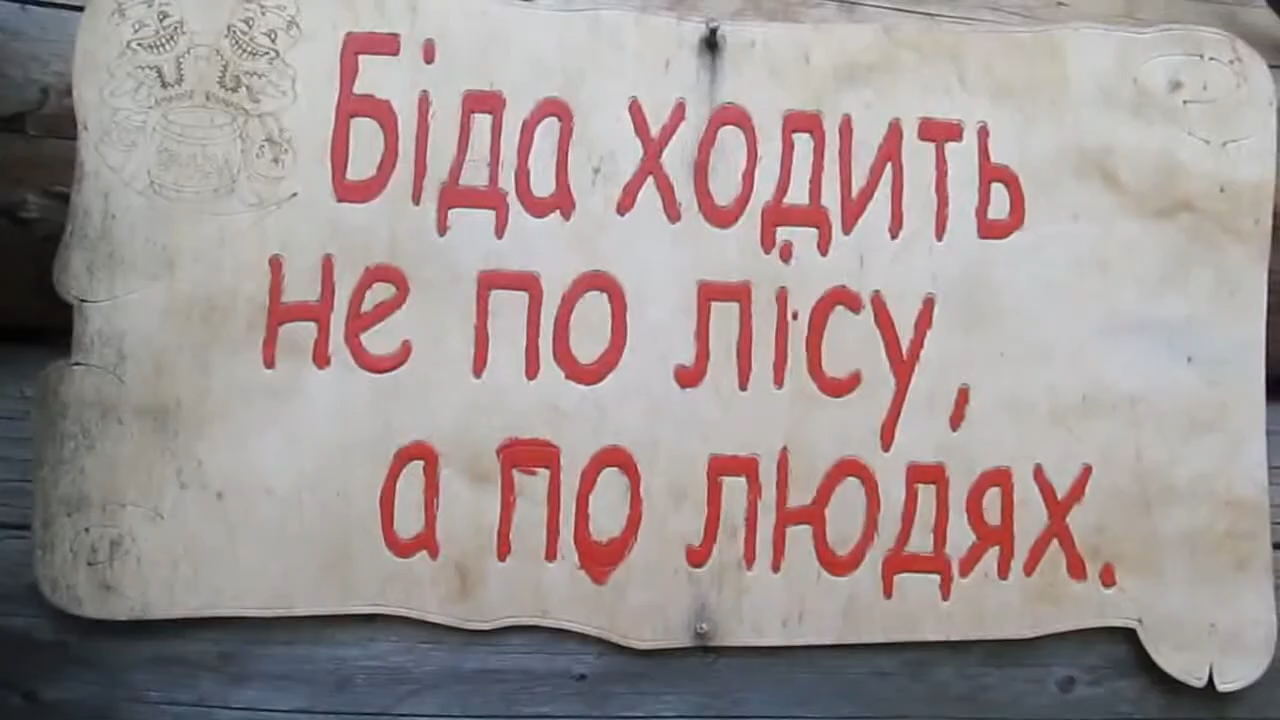 Біда ходить
не по лісу,
а по людях.